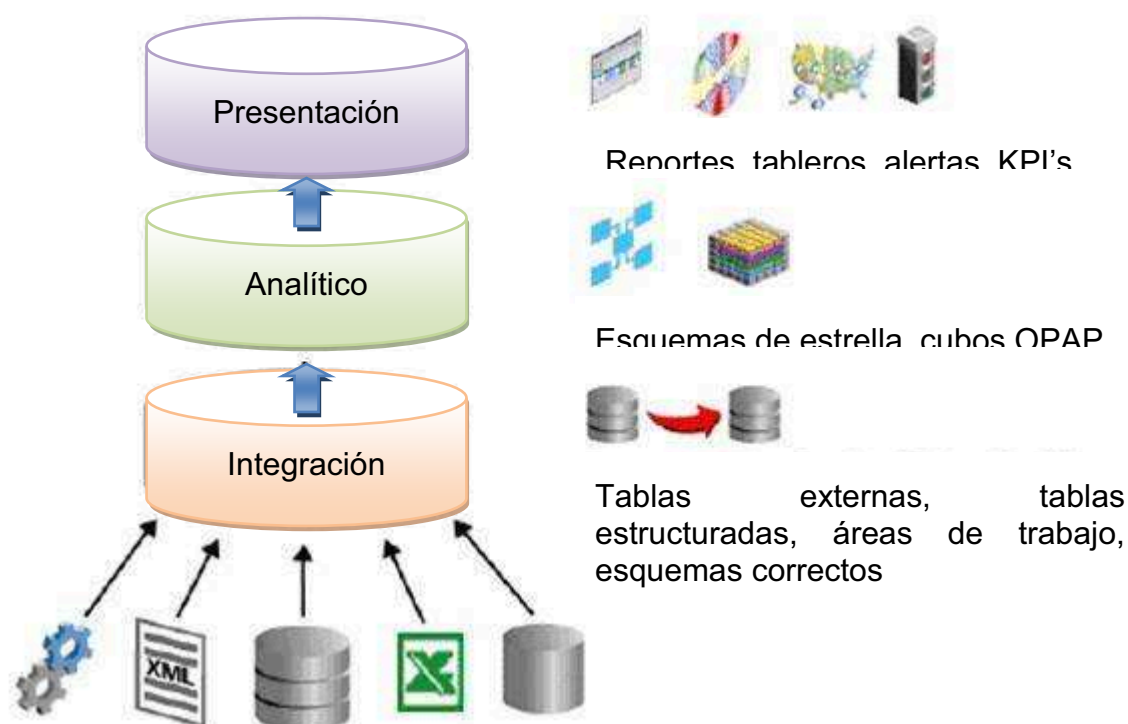 Presentación
Reportes tableros alertas KPI's
Analítico
Esquemas de estrella cubos OPAP
Integración
Tablas externas, tablas
estructuradas, áreas de trabajo,
esquemas correctos
XML
X